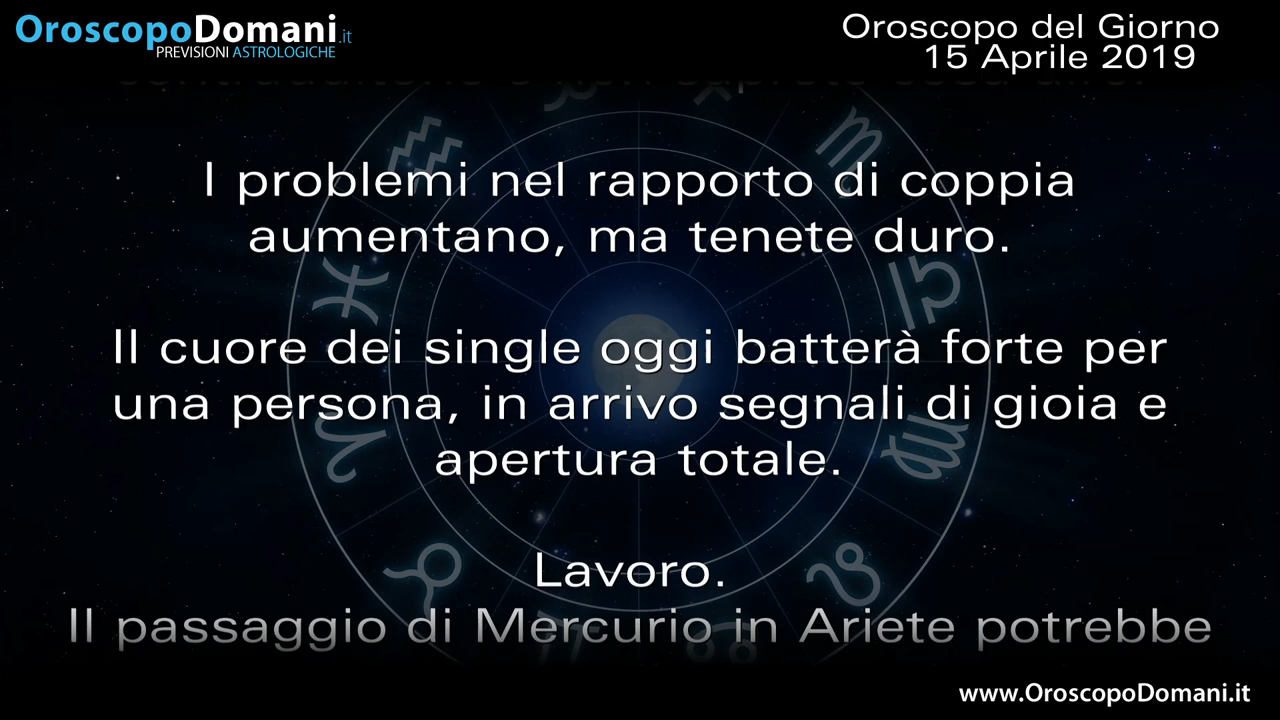 OroscopoDomani.it
PREVISIONI ASTROLOGICHE
Oroscopo del Giorno
15 Aprile 2019
I problemi nel rapporto di coppia
aumentano, ma tenete duro.
Il cuore dei single oggi batterà forte per
una persona, in arrivo segnali di gioia e
apertura totale.
Lavoro.
Il passaggio di Mercurio in Ariete potrebbe
www.OroscopoDomani.it